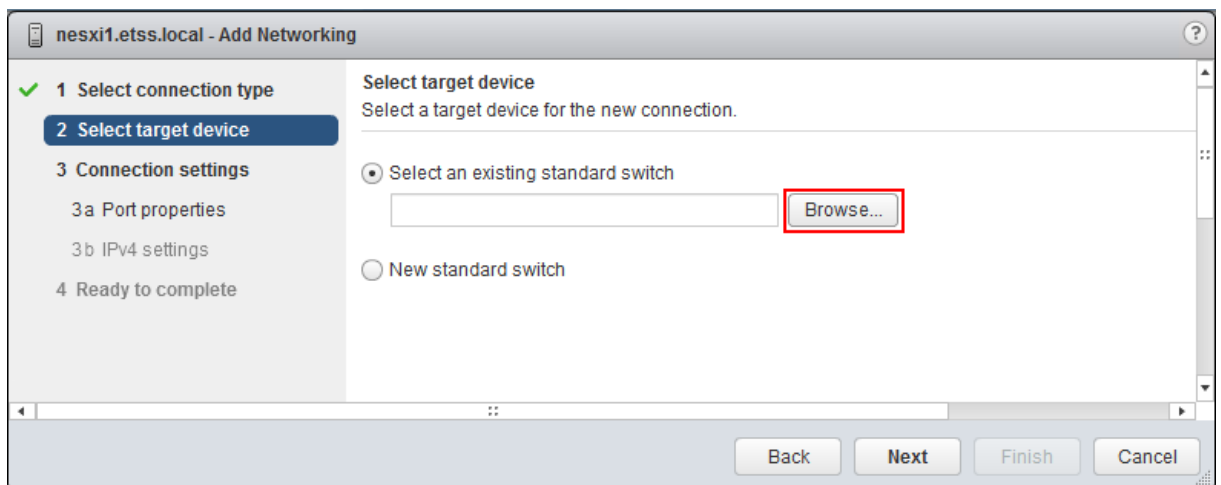 nesxi1.etss.local - Add Networking
?
1 Select connection type
2 Select target device
3 Connection settings
3a Port properties
3b IPv4 settings
4 Ready to complete
Select target device
Select a target device for the new connection.
Select an existing standard switch
Browse...
New standard switch
Back
Next
Finish
Cancel